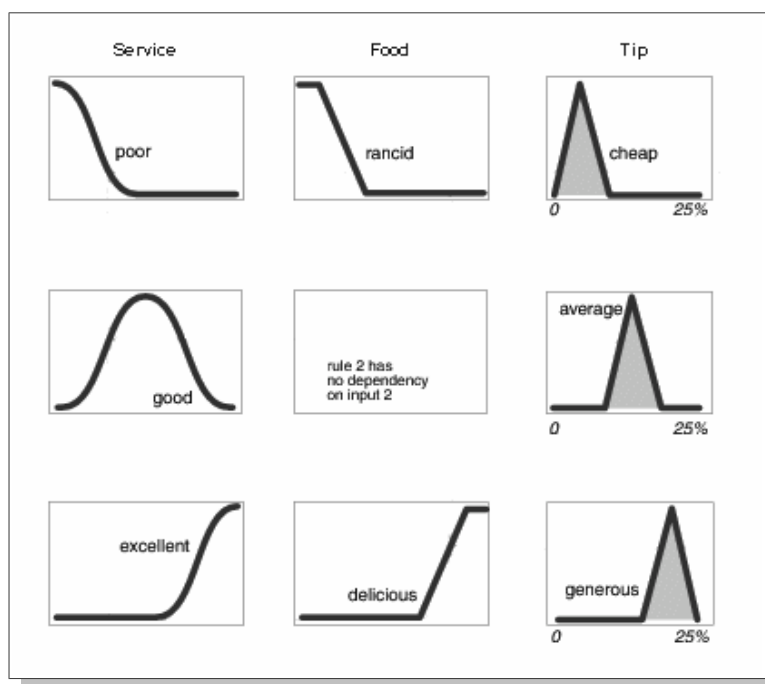 Service Food Tip
poor
rancid
cheap
0 25%
good
rule 2 has
no dependency
on input 2
average
0 25%
excellent
delicious
generous
0 25%